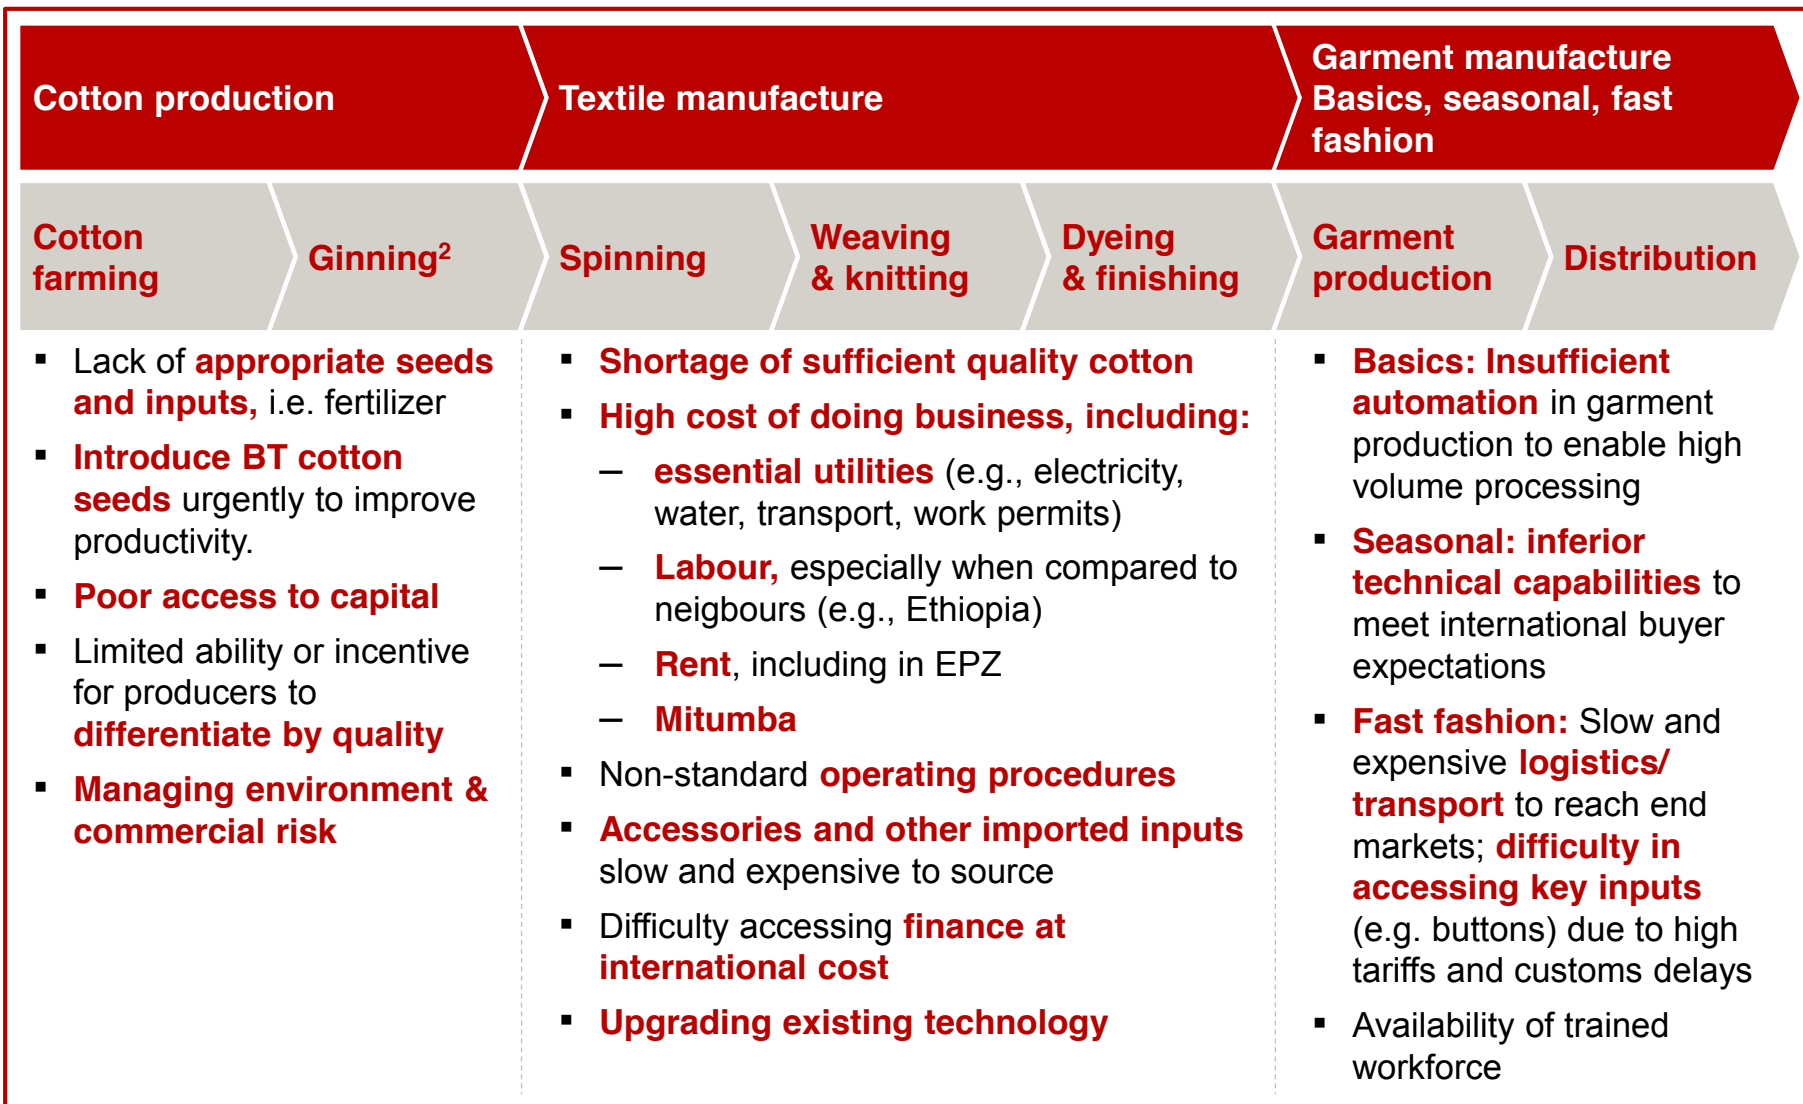 Cotton production
Textile manufacture
Garment manufacture
Basics, seasonal, fast
fashion
Cotton
farming
Ginning2
Spinning
Weaving
& knitting
Dyeing
& finishing
Garment
production
Distribution
▪ Lack of appropriate seeds
and inputs, i.e. fertilizer
▪ Introduce BT cotton
seeds urgently to improve
productivity.
▪ Poor access to capital
▪ Limited ability or incentive
for producers to
differentiate by quality
▪ Managing environment &
commercial risk
▪ Shortage of sufficient quality cotton
▪ High cost of doing business, including:
– essential utilities (e.g., electricity,
water, transport, work permits)
– Labour, especially when compared to
neigbours (e.g., Ethiopia)
– Rent, including in EPZ
– Mitumba
▪ Non-standard operating procedures
▪ Accessories and other imported inputs
slow and expensive to source
▪ Difficulty accessing finance at
international cost
▪ Upgrading existing technology
▪ Basics: Insufficient
automation in garment
production to enable high
volume processing
▪ Seasonal: inferior
technical capabilities to
meet international buyer
expectations
▪ Fast fashion: Slow and
expensive logistics/
transport to reach end
markets; difficulty in
accessing key inputs
(e.g. buttons) due to high
tariffs and customs delays
▪ Availability of trained
workforce